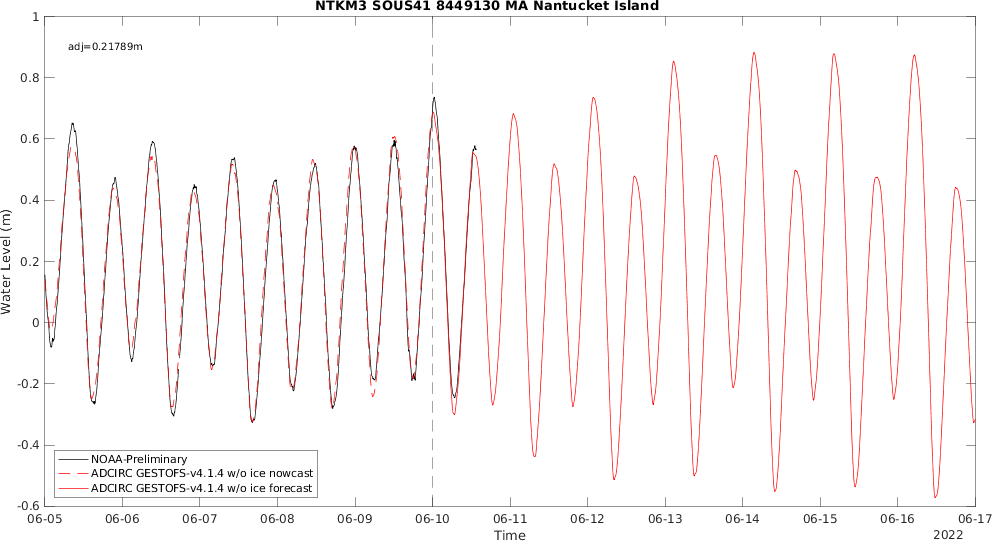 NTKM3 SOUS41 8449130 MA Nantucket Island
adj=0.21789m
1
0.8
0.6
0.4
0.2
0
-0.2
-0.4
-0.6
Water Level (m)
NOAA-Preliminary
ADCIRC GESTOFS-v4.1.4 w/o ice nowcast
ADCIRC GESTOFS-v4.1.4 w/o ice forecast
06-05 06-06 06-07 06-08 06-09 06-10 06-11 06-12 06-13 06-14 06-15 06-16 06-17
Time
2022